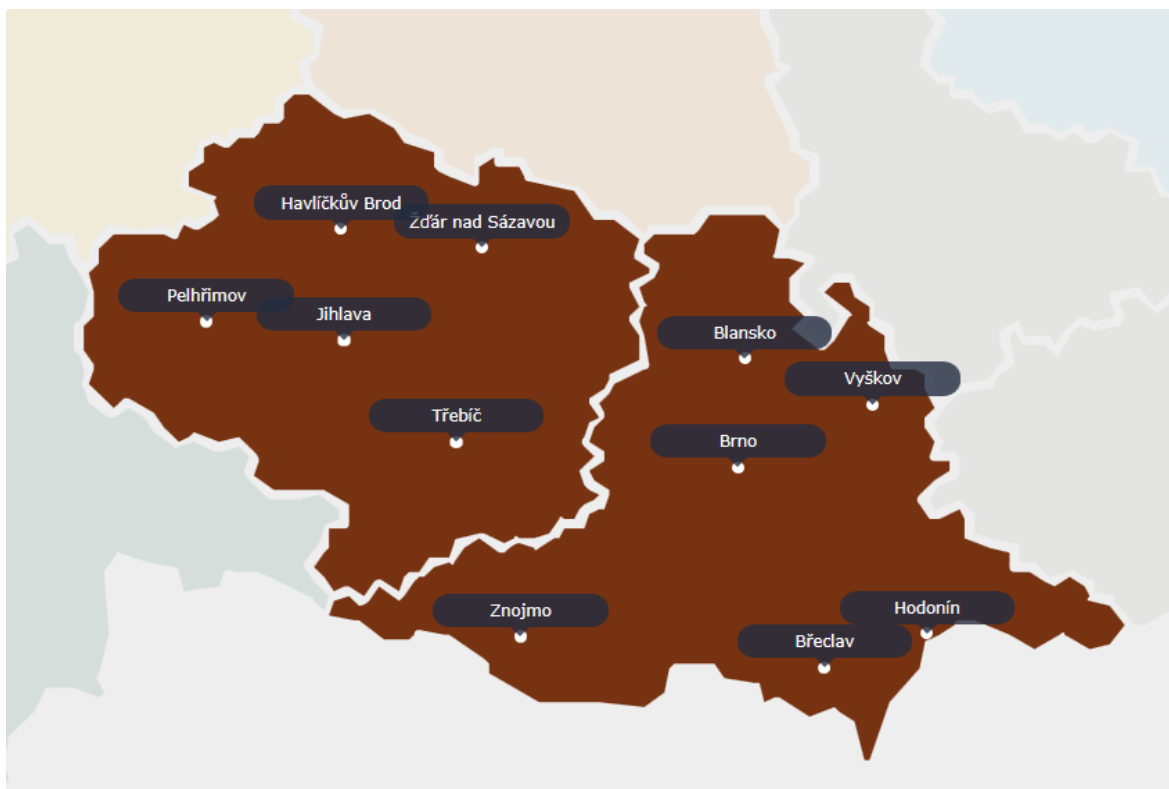 Havlíčkův Brod
Žďár nad Sázavou
Pelhřimov
Jihlava
Blansko
Vyškov
Třebíč
Brno
Znojmo
Hodonín
Břeclav